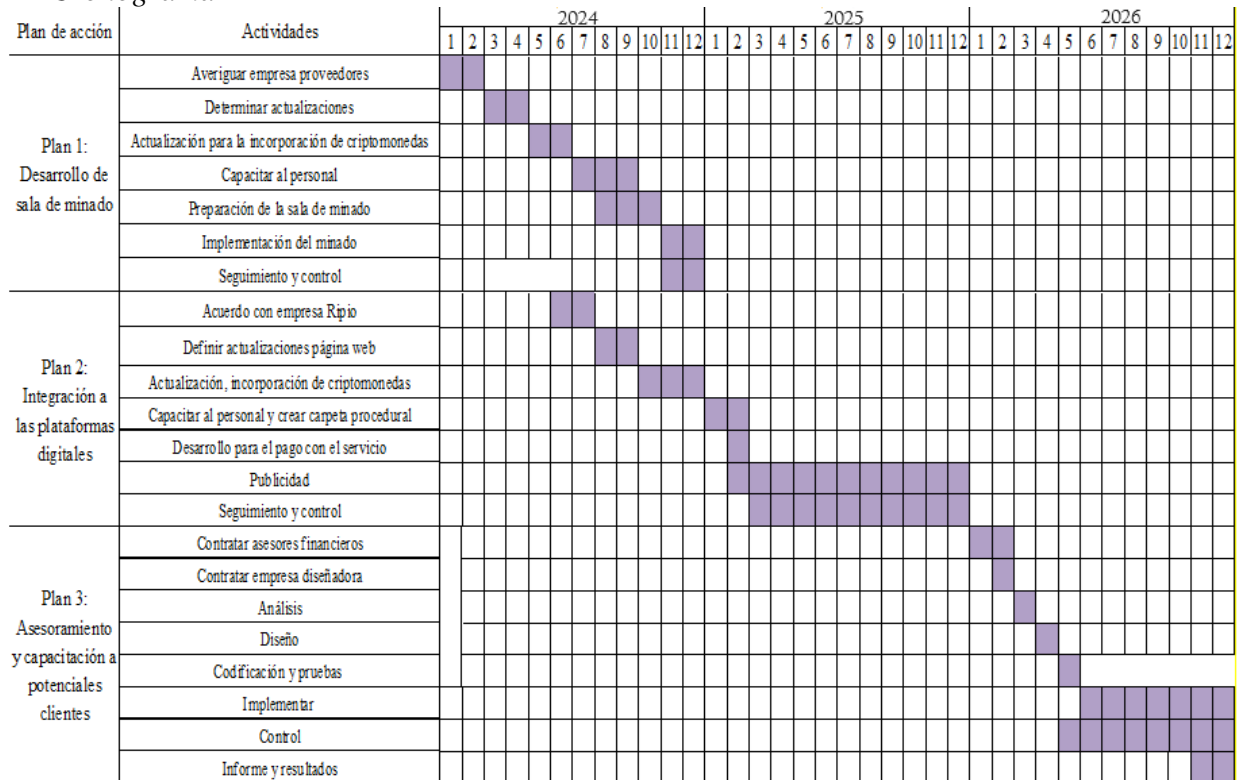 2024 2025 2026
Plan de acción Actividades 1 2 3 4 5 6 7 8 9 10 11 12 1 2 3 4 5 6 7 8 9 10 11 12 1 2 3 4 5 6 7 8 9 10 11 12
Plan 1:
Desarrollo de
sala de minado
Averiguar empresa proveedores
Determinar actualizaciones
Actualización para la incorporación de criptomonedas
Capacitar al personal
Preparación de la sala de minado
Implementación del minado
Seguimiento y control
Plan 2:
Integración a
las plataformas
digitales
Acuerdo con empresa Ripio
Definir actualizaciones página web
Actualización, incorporación de criptomonedas
Capacitar al personal y crear carpeta procedural
Desarrollo para el pago con el servicio
Publicidad
Seguimiento y control
Plan 3:
Asesoramiento
y capacitación a
potenciales
clientes
Contratar asesores financieros
Contratar empresa diseñadora
Análisis
Diseño
Codificación y pruebas
Implementar
Control
Informe y resultados